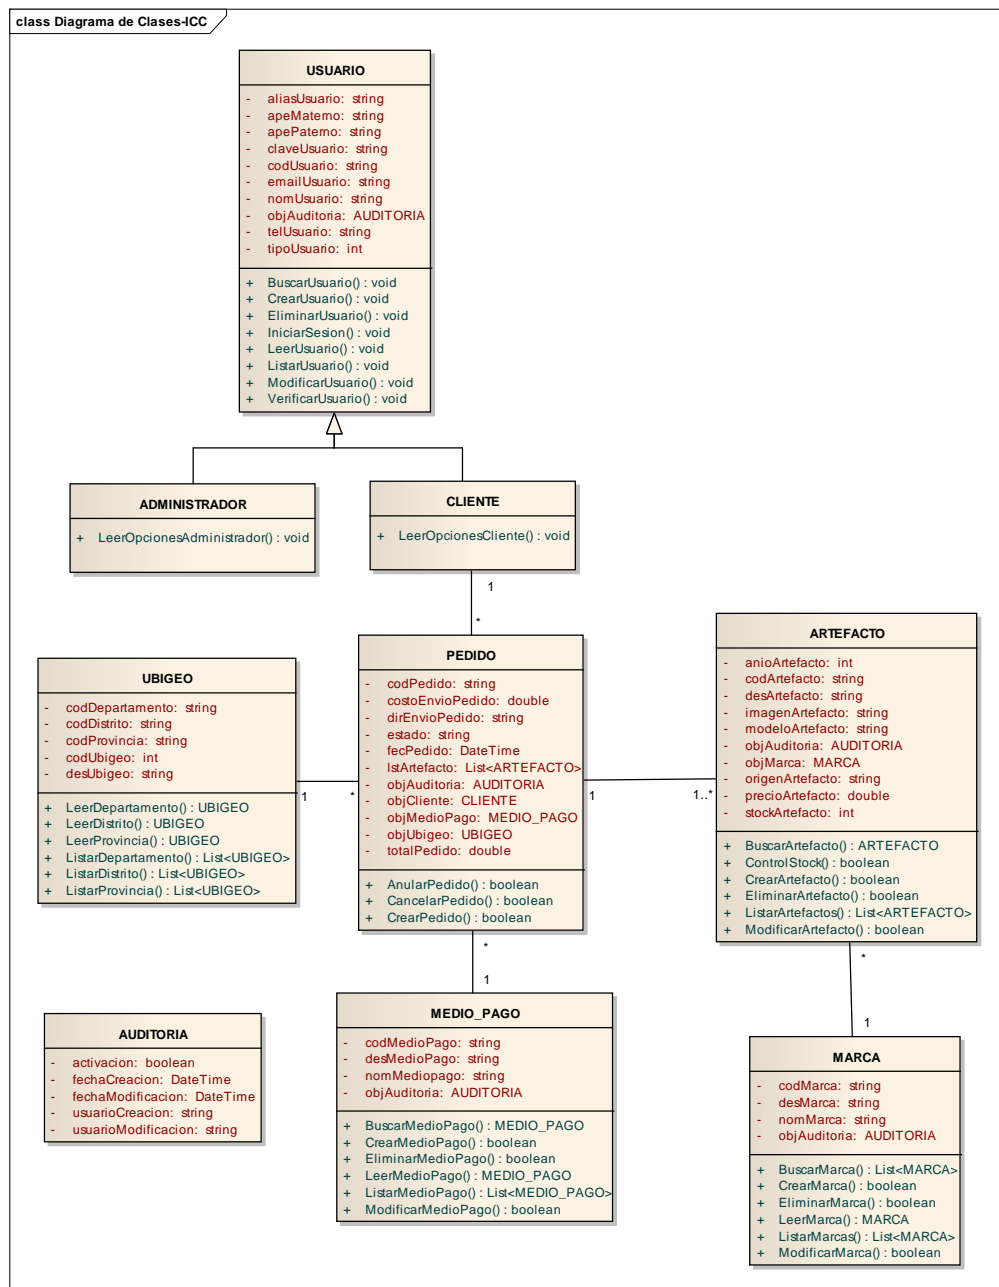 class Diagrama de Clases-ICC
USUARIO
- aliasUsuario: string
- apeMaterno: string
- apePaterno: string
- claveUsuario: string
- codUsuario: string
- emailUsuario: string
- nomUsuario: string
- objAuditoria: AUDITORIA
- telUsuario: string
- tipoUsuario: int
+ BuscarUsuario() : void
+ CrearUsuario() : void
+ EliminarUsuario() : void
+ IniciarSesion() : void
+ LeerUsuario() : void
+ ListarUsuario() : void
+ ModificarUsuario() : void
+ VerificarUsuario() : void
ADMINISTRADOR
+ LeerOpcionesAdministrador() : void
CLIENTE
+ LeerOpcionesCliente() : void
1
*
PEDIDO
- codPedido: string
- costoEnvioPedido: double
- dirEnvioPedido: string
- estado: string
- fecPedido: DateTime
- lstArtefacto: List<ARTEFACTO>
- objAuditoria: AUDITORIA
- objCliente: CLIENTE
- objMedioPago: MEDIO_PAGO
- objUbigeo: UBIGEO
- totalPedido: double
+ AnularPedido() : boolean
+ CancelarPedido() : boolean
+ CrearPedido() : boolean
ARTEFACTO
- anioArtefacto: int
- codArtefacto: string
- desArtefacto: string
- imagenArtefacto: string
- modeloArtefacto: string
- objAuditoria: AUDITORIA
- objMarca: MARCA
- origenArtefacto: string
- precioArtefacto: double
- stockArtefacto: int
+ BuscarArtefacto() : ARTEFACTO
+ ControlStock() : boolean
+ CrearArtefacto() : boolean
+ EliminarArtefacto() : boolean
+ ListarArtefactos() : List<ARTEFACTO>
+ ModificarArtefacto() : boolean
UBIGEO
- codDepartamento: string
- codDistrito: string
- codProvincia: string
- codUbigeo: int
- desUbigeo: string
+ LeerDepartamento() : UBIGEO
+ LeerDistrito() : UBIGEO
+ LeerProvincia() : UBIGEO
+ ListarDepartamento() : List<UBIGEO>
+ ListarDistrito() : List<UBIGEO>
+ ListarProvincia() : List<UBIGEO>
1
*
1
1..*
*
1
*
1
AUDITORIA
- activacion: boolean
- fechaCreacion: DateTime
- fechaModificacion: DateTime
- usuarioCreacion: string
- usuarioModificacion: string
MEDIO_PAGO
- codMedioPago: string
- desMedioPago: string
- nomMediopago: string
- objAuditoria: AUDITORIA
+ BuscarMedioPago() : MEDIO_PAGO
+ CrearMedioPago() : boolean
+ EliminarMedioPago() : boolean
+ LeerMedioPago() : MEDIO_PAGO
+ ListarMedioPago() : List<MEDIO_PAGO>
+ ModificarMedioPago() : boolean
MARCA
- codMarca: string
- desMarca: string
- nomMarca: string
- objAuditoria: AUDITORIA
+ BuscarMarca() : List<MARCA>
+ CrearMarca() : boolean
+ EliminarMarca() : boolean
+ LeerMarca() : MARCA
+ ListarMarcas() : List<MARCA>
+ ModificarMarca() : boolean